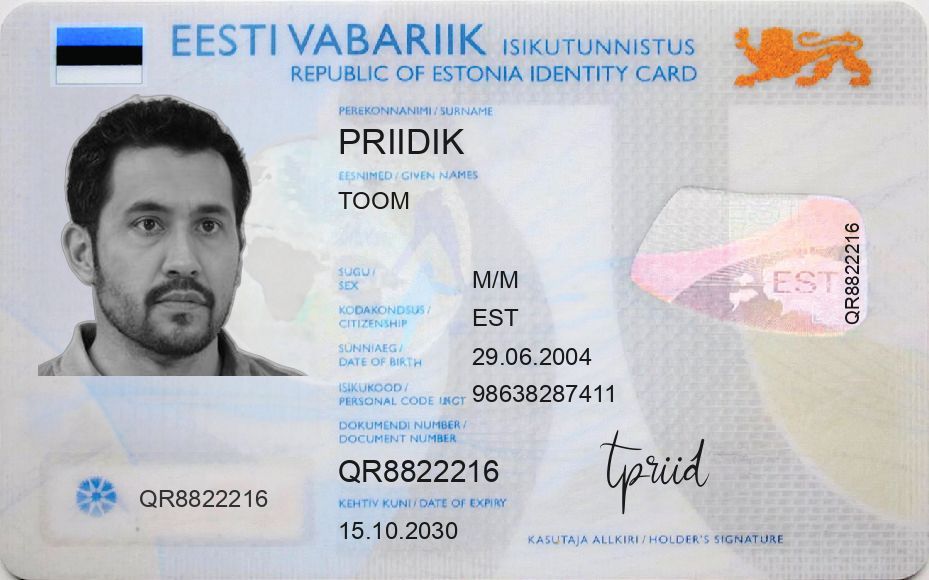 EESTI VABARIIK ISIKUTUNNISTUS
REPUBLIC OF ESTONIA IDENTITY CARD
PEREKONNANIMI / SURNAME
PRIIDIK
EESNIMED / GIVEN NAMES
TOOM
SUGU /
SEX
M/M
KODAKONDSUS /
CITIZENSHIP
EST
SÜNNIAEG /
DATE OF BIRTH
29.06.2004
ISIKUKOOD /
PERSONAL CODE
98638287411
DOKUMENDI NUMBER /
DOCUMENT NUMBER
QR8822216
KEHTIV KUNI / DATE OF EXPIRY
15.10.2030
QR8822216
EST
QR8822216
tpriid
KASUTAJA ALLKIRI / HOLDER'S SIGNATURE